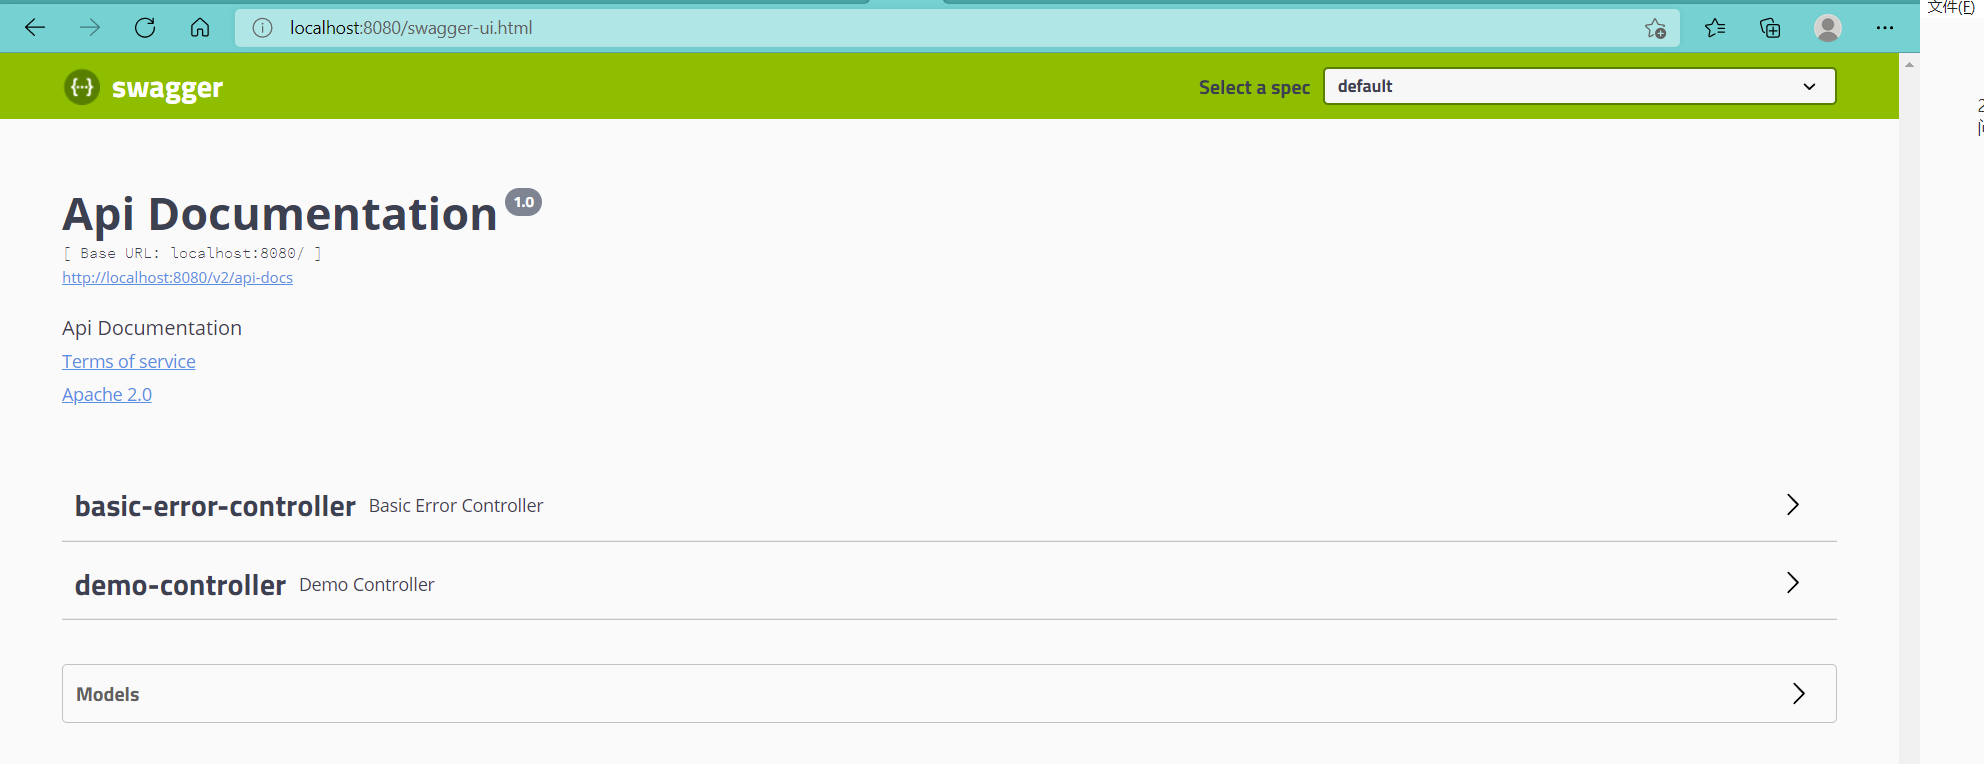 localhost:8080/swagger-ui.html
文件(F)
{···} swagger
Select a spec default
Api Documentation 1.0
[ Base URL: localhost:8080/ ]
http://localhost:8080/v2/api-docs
Api Documentation
Terms of service
Apache 2.0
basic-error-controller Basic Error Controller
demo-controller Demo Controller
Models